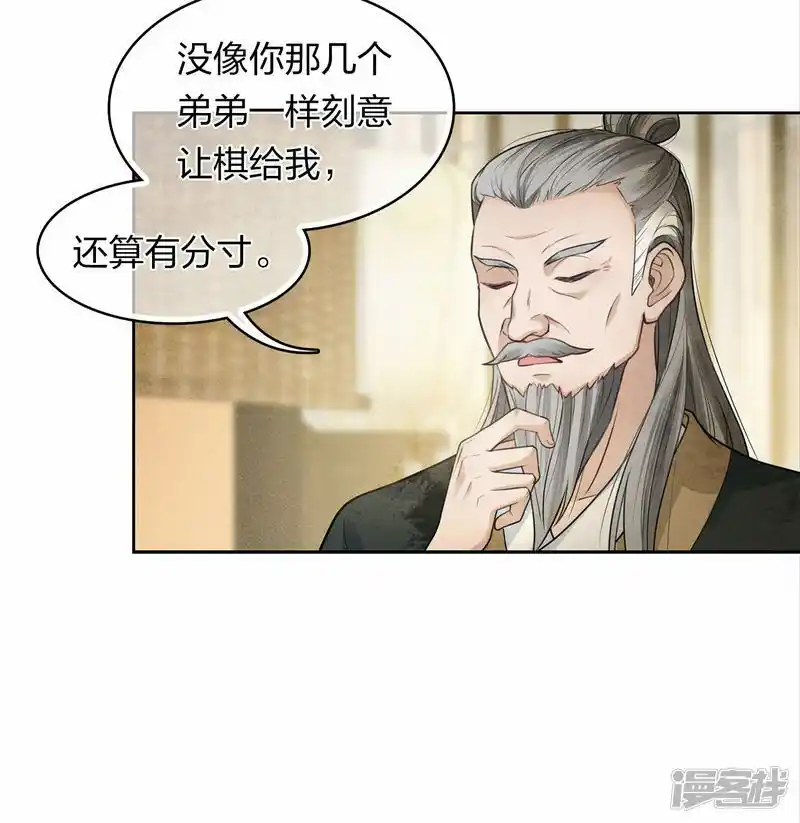 没像你那几个
弟弟一样刻意
让棋给我，
还算有分寸。
漫客栈